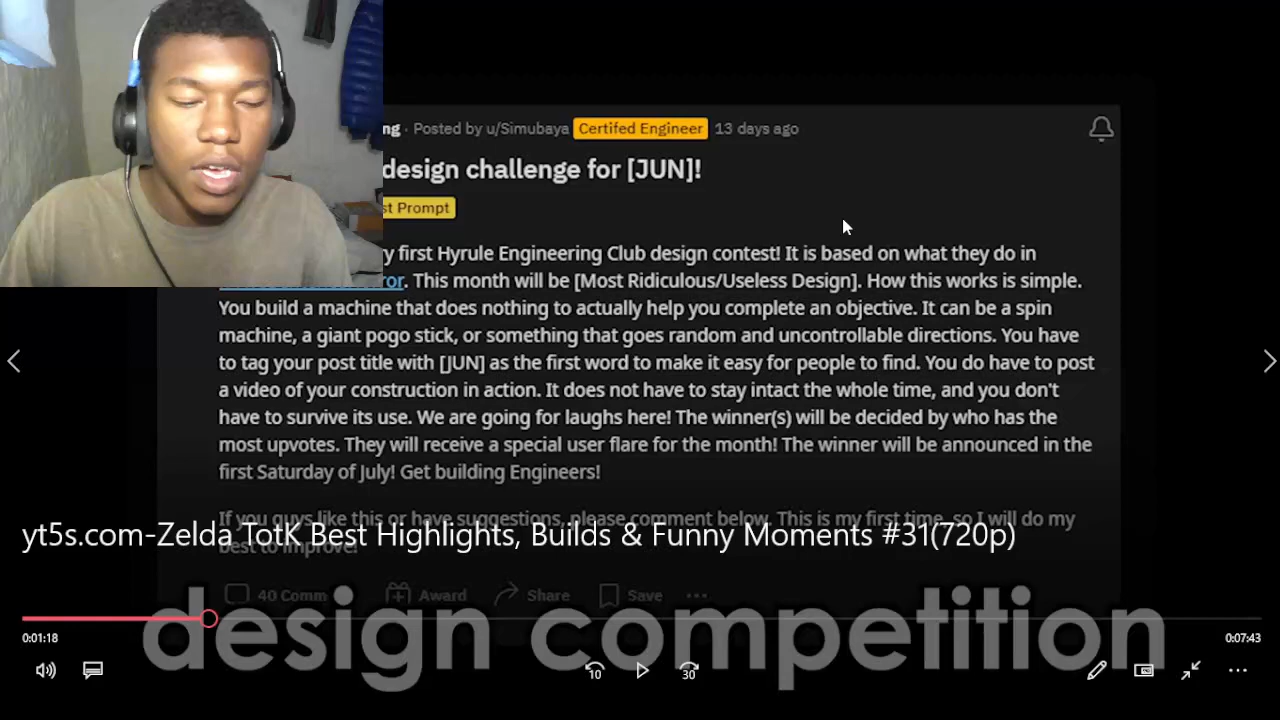 ng · Posted by u/Simubaya Certifed Engineer 13 days ago
design challenge for [JUN]!
st Prompt
y first Hyrule Engineering Club design contest! It is based on what they do in
ror. This month will be [Most Ridiculous/Useless Design]. How this works is simple.
You build a machine that does nothing to actually help you complete an objective. It can be a spin
machine, a giant pogo stick, or something that goes random and uncontrollable directions. You have
to tag your post title with [JUN] as the first word to make it easy for people to find. You do have to post
a video of your construction in action. It does not have to stay intact the whole time, and you don't
have to survive its use. We are going for laughs here! The winner(s) will be decided by who has the
most upvotes. They will receive a special user flare for the month! The winner will be announced in the
first Saturday of July! Get building Engineers!
If you guys like this or have suggestions, please comment below. This is my first time, so I will do my
best to improve!
yt5s.com-Zelda TotK Best Highlights, Builds & Funny Moments #31(720p)
40 Comm Award Share Save
design competition
0:01:18 0:07:43
10 30